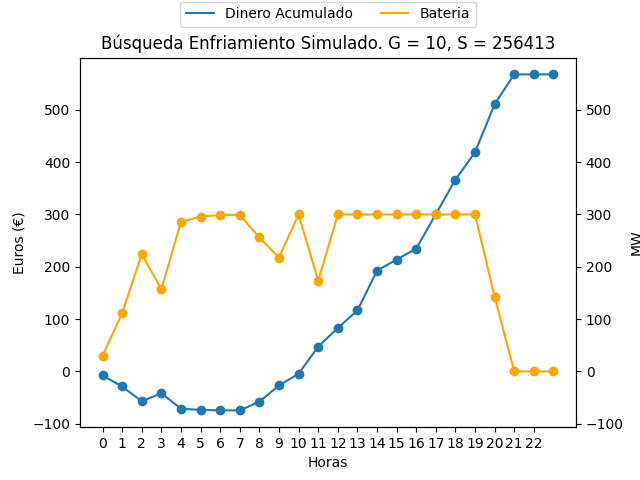 Dinero Acumulado Bateria
Búsqueda Enfriamiento Simulado. G = 10, S = 256413
500 500
400 400
300 300
200 200
100 100
0 0
−100 −100
Euros (€)
MW
0 1 2 3 4 5 6 7 8 9 10 11 12 13 14 15 16 17 18 19 20 21 22
Horas